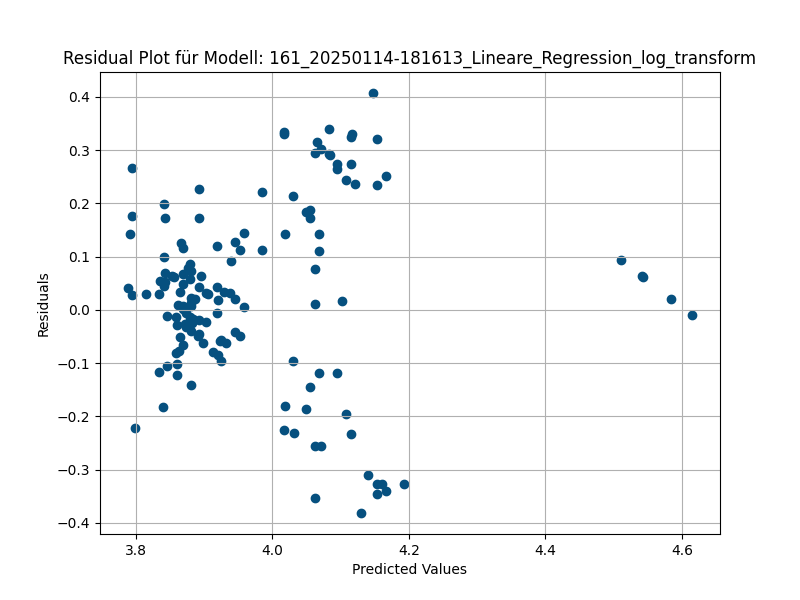 Residual Plot für Modell: 161_20250114-181613_Lineare_Regression_log_transform
0.4
0.3
0.2
0.1
0.0
−0.1
−0.2
−0.3
−0.4
Residuals
3.8 4.0 4.2 4.4 4.6
Predicted Values